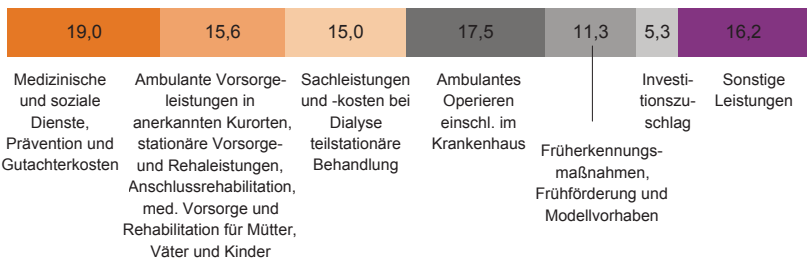 19,0
15,6
15,0
17,5
11,3
5,3
16,2
Medizinische
und soziale
Dienste,
Prävention und
Gutachterkosten
Ambulante Vorsorge-
leistungen in
anerkannten Kurorten,
stationäre Vorsorge-
und Rehaleistungen,
Anschlussrehabilitation,
med. Vorsorge und
Rehabilitation für Mütter,
Väter und Kinder
Sachleistungen
und -kosten bei
Dialyse
teilstationäre
Behandlung
Ambulantes
Operieren
einschl. im
Krankenhaus
Früherkennungs-
maßnahmen,
Frühförderung und
Modellvorhaben
Investi-
tionszu-
schlag
Sonstige
Leistungen